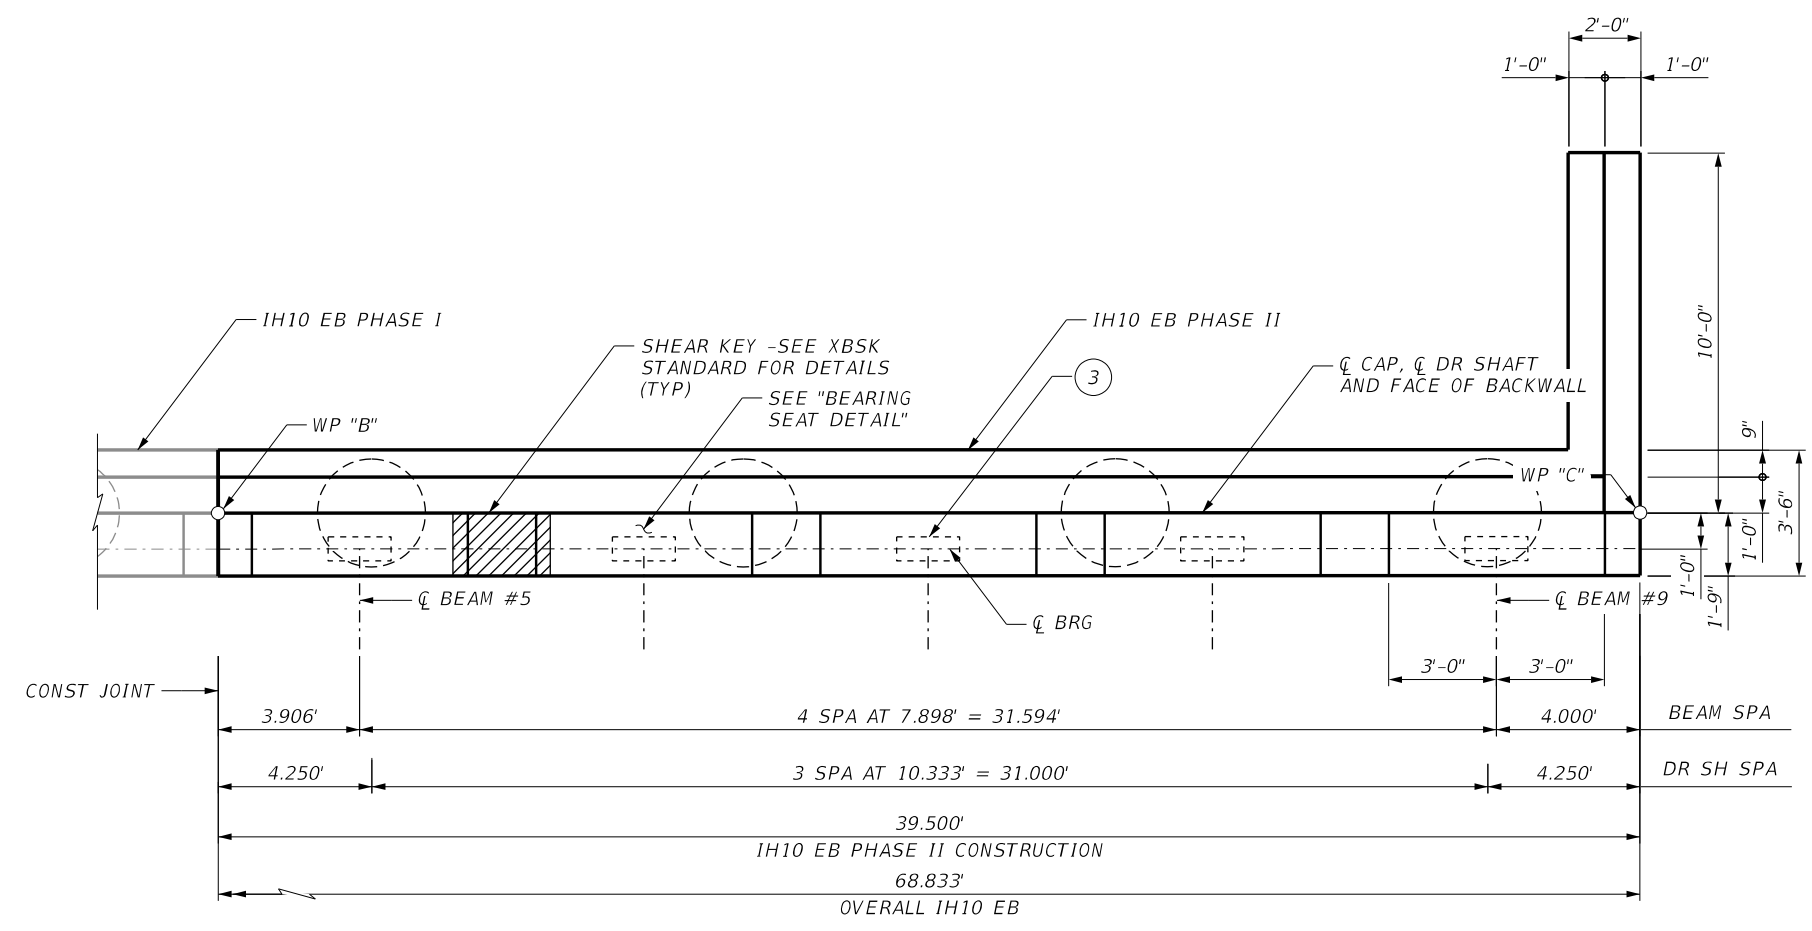 2'-0"
1'-0" 1'-0"
10'-0"
IH10 EB PHASE I
IH10 EB PHASE II
SHEAR KEY -SEE XBSK
STANDARD FOR DETAILS
(TYP)
3
℄ CAP, ℄ DR SHAFT
AND FACE OF BACKWALL
SEE "BEARING
SEAT DETAIL"
WP "B"
9"
WP "C"
3'-6"
1'-0"
1'-0"
1'-9"
℄ BEAM #5
℄ BEAM #9
℄ BRG
3'-0" 3'-0"
CONST JOINT
3.906' 4 SPA AT 7.898' = 31.594' 4.000' BEAM SPA
4.250' 3 SPA AT 10.333' = 31.000' 4.250' DR SH SPA
39.500'
IH10 EB PHASE II CONSTRUCTION
68.833'
OVERALL IH10 EB